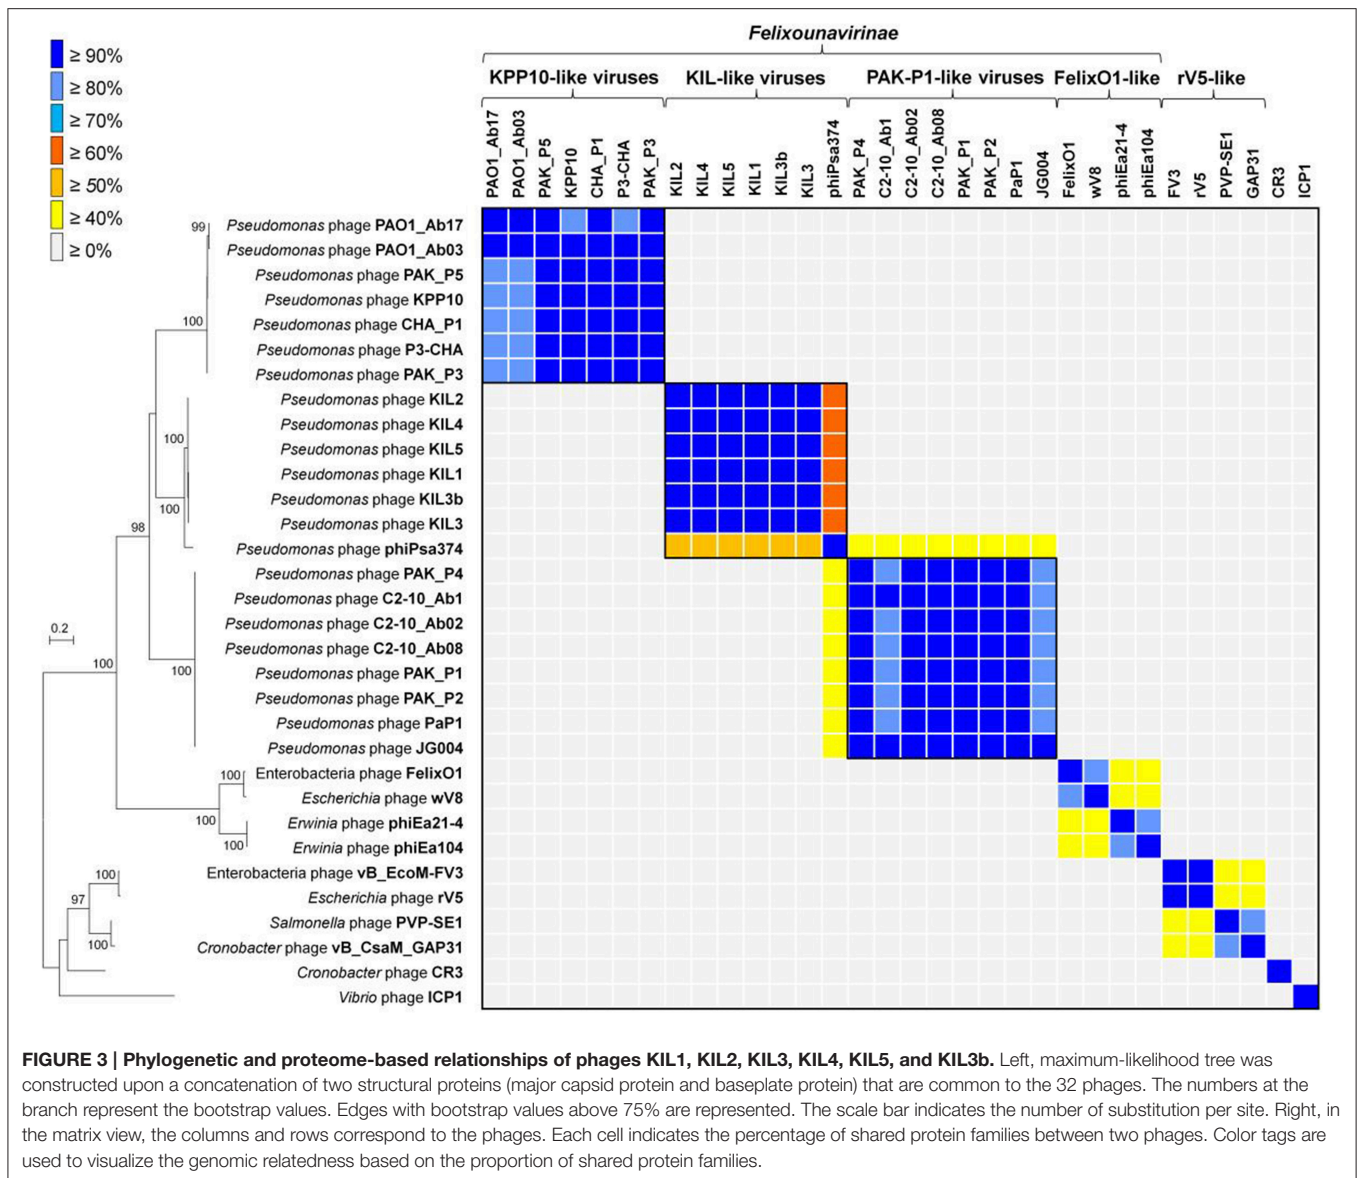 Felixounavirinae
KPP10-like viruses
KIL-like viruses
PAK-P1-like viruses
FelixO1-like
rV5-like
≥ 90%
≥ 80%
≥ 70%
≥ 60%
≥ 50%
≥ 40%
≥ 0%
PAO1_Ab17
PAO1_Ab03
PAK_P5
KPP10
CHA_P1
P3-CHA
PAK_P3
KIL2
KIL4
KIL5
KIL1
KIL3b
KIL3
phiPsa374
PAK_P4
C2-10_Ab1
C2-10_Ab02
C2-10_Ab08
PAK_P1
PAK_P2
PaP1
JG004
FelixO1
wV8
phiEa21-4
phiEa104
FV3
rV5
PVP-SE1
GAP31
CR3
ICP1
99
Pseudomonas phage PAO1_Ab17
Pseudomonas phage PAO1_Ab03
Pseudomonas phage PAK_P5
Pseudomonas phage KPP10
100
Pseudomonas phage CHA_P1
Pseudomonas phage P3-CHA
Pseudomonas phage PAK_P3
Pseudomonas phage KIL2
Pseudomonas phage KIL4
100
Pseudomonas phage KIL5
Pseudomonas phage KIL1
Pseudomonas phage KIL3b
100
Pseudomonas phage KIL3
98
Pseudomonas phage phiPsa374
Pseudomonas phage PAK_P4
Pseudomonas phage C2-10_Ab1
Pseudomonas phage C2-10_Ab02
0.2
Pseudomonas phage C2-10_Ab08
100
100
Pseudomonas phage PAK_P1
Pseudomonas phage PAK_P2
Pseudomonas phage PaP1
Pseudomonas phage JG004
100
Enterobacteria phage FelixO1
Escherichia phage wV8
100
Erwinia phage phiEa21-4
100
Erwinia phage phiEa104
100
Enterobacteria phage vB_EcoM-FV3
97
Escherichia phage rV5
Salmonella phage PVP-SE1
100
Cronobacter phage vB_CsaM_GAP31
Cronobacter phage CR3
Vibrio phage ICP1
FIGURE 3 | Phylogenetic and proteome-based relationships of phages KIL1, KIL2, KIL3, KIL4, KIL5, and KIL3b. Left, maximum-likelihood tree was
constructed upon a concatenation of two structural proteins (major capsid protein and baseplate protein) that are common to the 32 phages. The numbers at the
branch represent the bootstrap values. Edges with bootstrap values above 75% are represented. The scale bar indicates the number of substitution per site. Right, in
the matrix view, the columns and rows correspond to the phages. Each cell indicates the percentage of shared protein families between two phages. Color tags are
used to visualize the genomic relatedness based on the proportion of shared protein families.